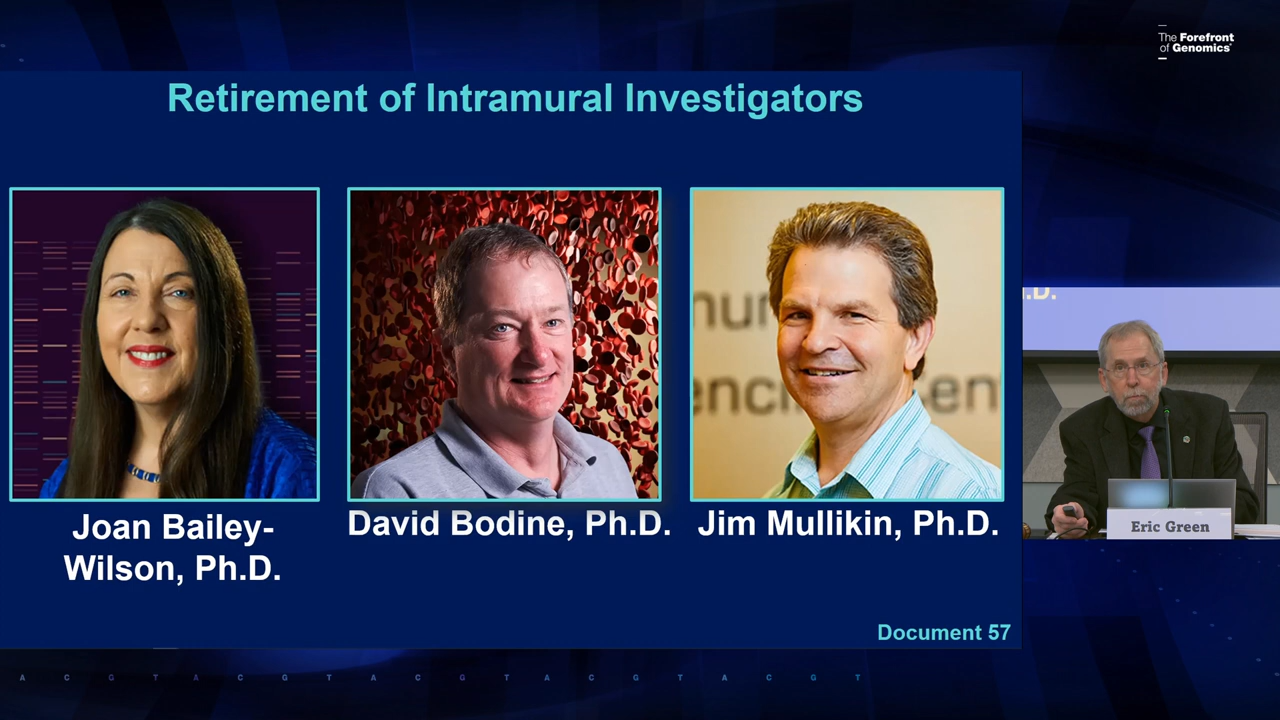 The Forefront
of Genomics
Retirement of Intramural Investigators
Joan Bailey-
Wilson, Ph.D.
David Bodine, Ph.D.
Jim Mullikin, Ph.D.
Eric Green
Document 57
A C G T A C G T A C G T A C G T A C G T